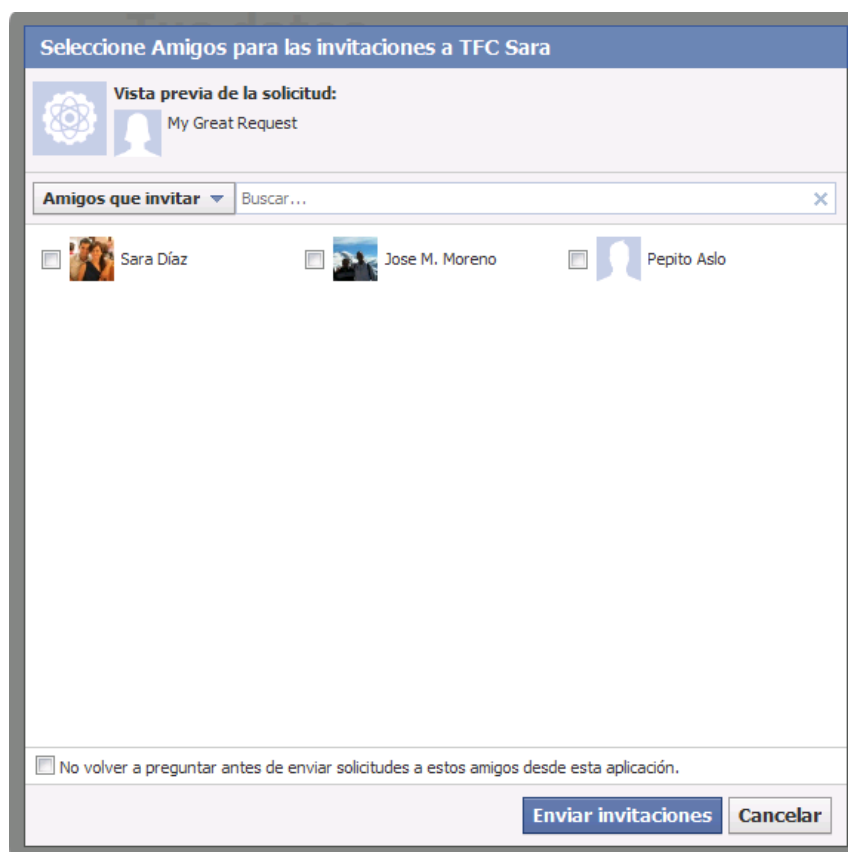 Seleccione Amigos para las invitaciones a TFC Sara
Vista previa de la solicitud:
My Great Request
Amigos que invitar Buscar...
Sara Díaz Jose M. Moreno Pepito Aslo
No volver a preguntar antes de enviar solicitudes a estos amigos desde esta aplicación.
Enviar invitaciones Cancelar